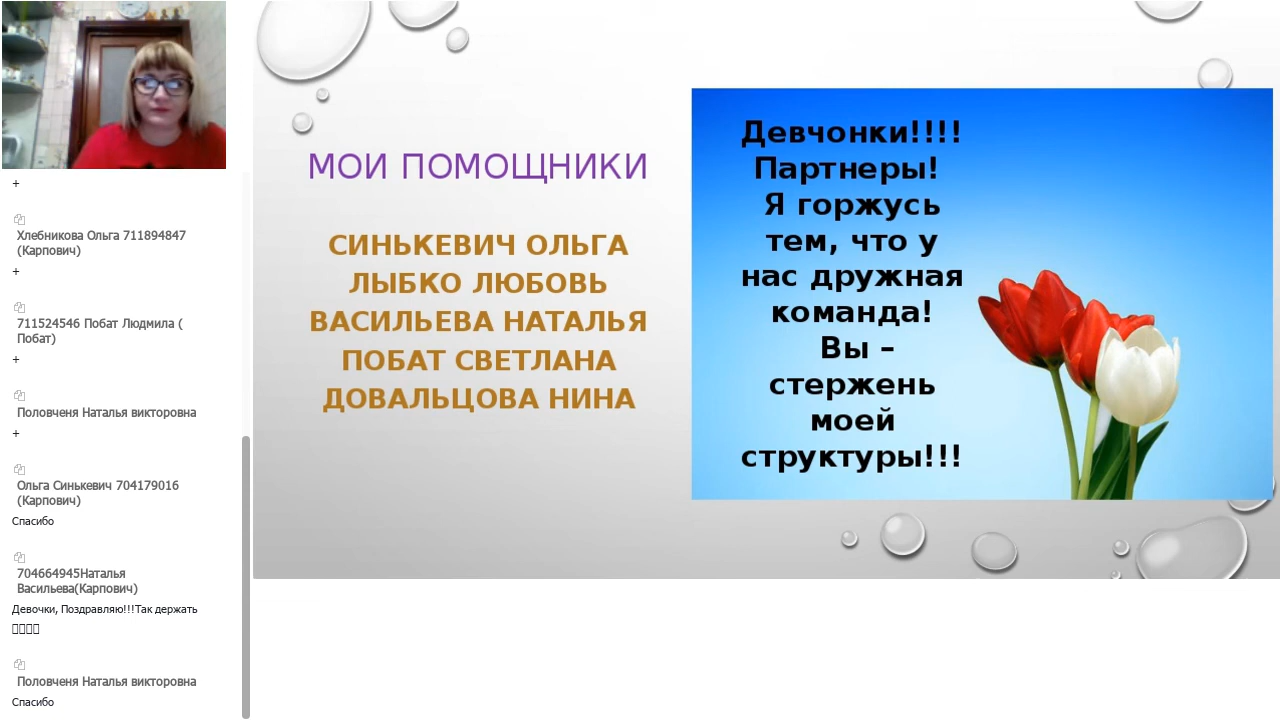 +
Хлебникова Ольга 711894847
(Карпович)
+
711524546 Побат Людмила (
Побат)
+
Половченя Наталья викторовна
+
Ольга Синькевич 704179016
(Карпович)
Спасибо
704664945Наталья
Васильева(Карпович)
Девочки, Поздравляю!!!Так держать
Половченя Наталья викторовна
Спасибо
МОИ ПОМОЩНИКИ
СИНЬКЕВИЧ ОЛЬГА
ЛЫБКО ЛЮБОВЬ
ВАСИЛЬЕВА НАТАЛЬЯ
ПОБАТ СВЕТЛАНА
ДОВАЛЬЦОВА НИНА
Девчонки!!!!
Партнеры!
Я горжусь
тем, что у
нас дружная
команда!
Вы –
стержень
моей
структуры!!!